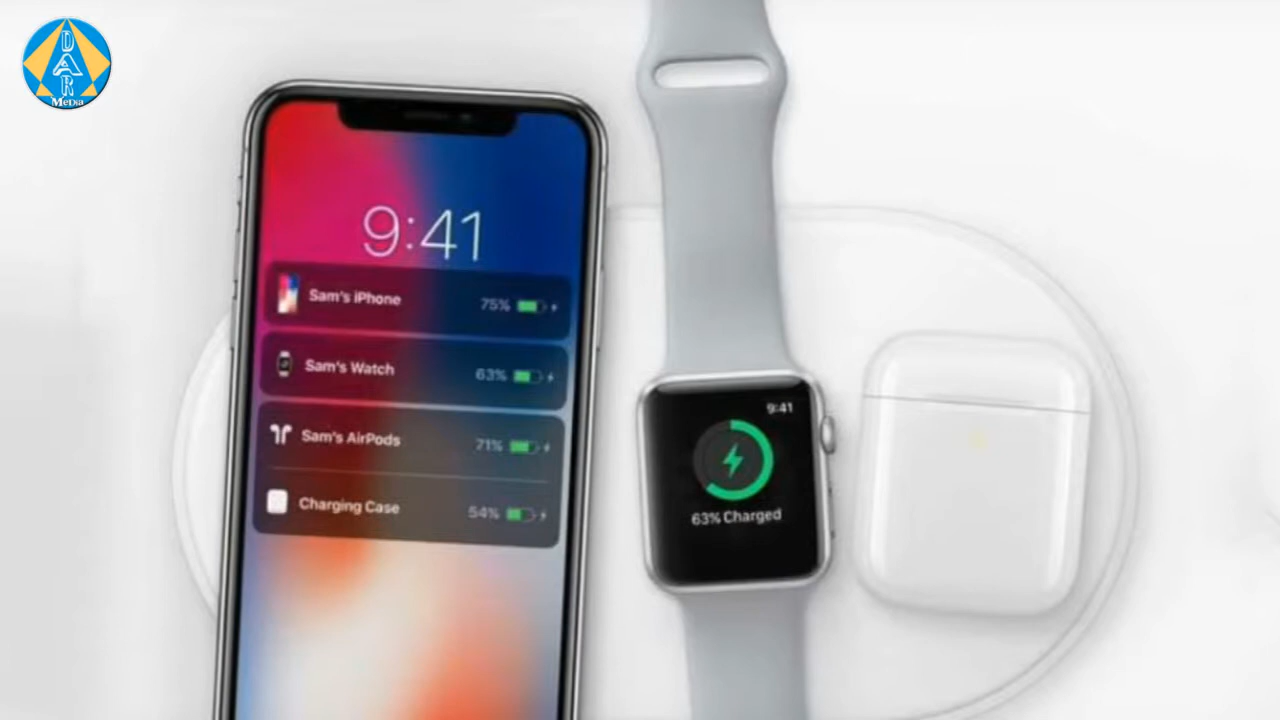 DAR
MeDia
9:41
Sam's iPhone 75%
Sam's Watch 63%
Sam's AirPods 71%
Charging Case 54%
9:41
63% Charged